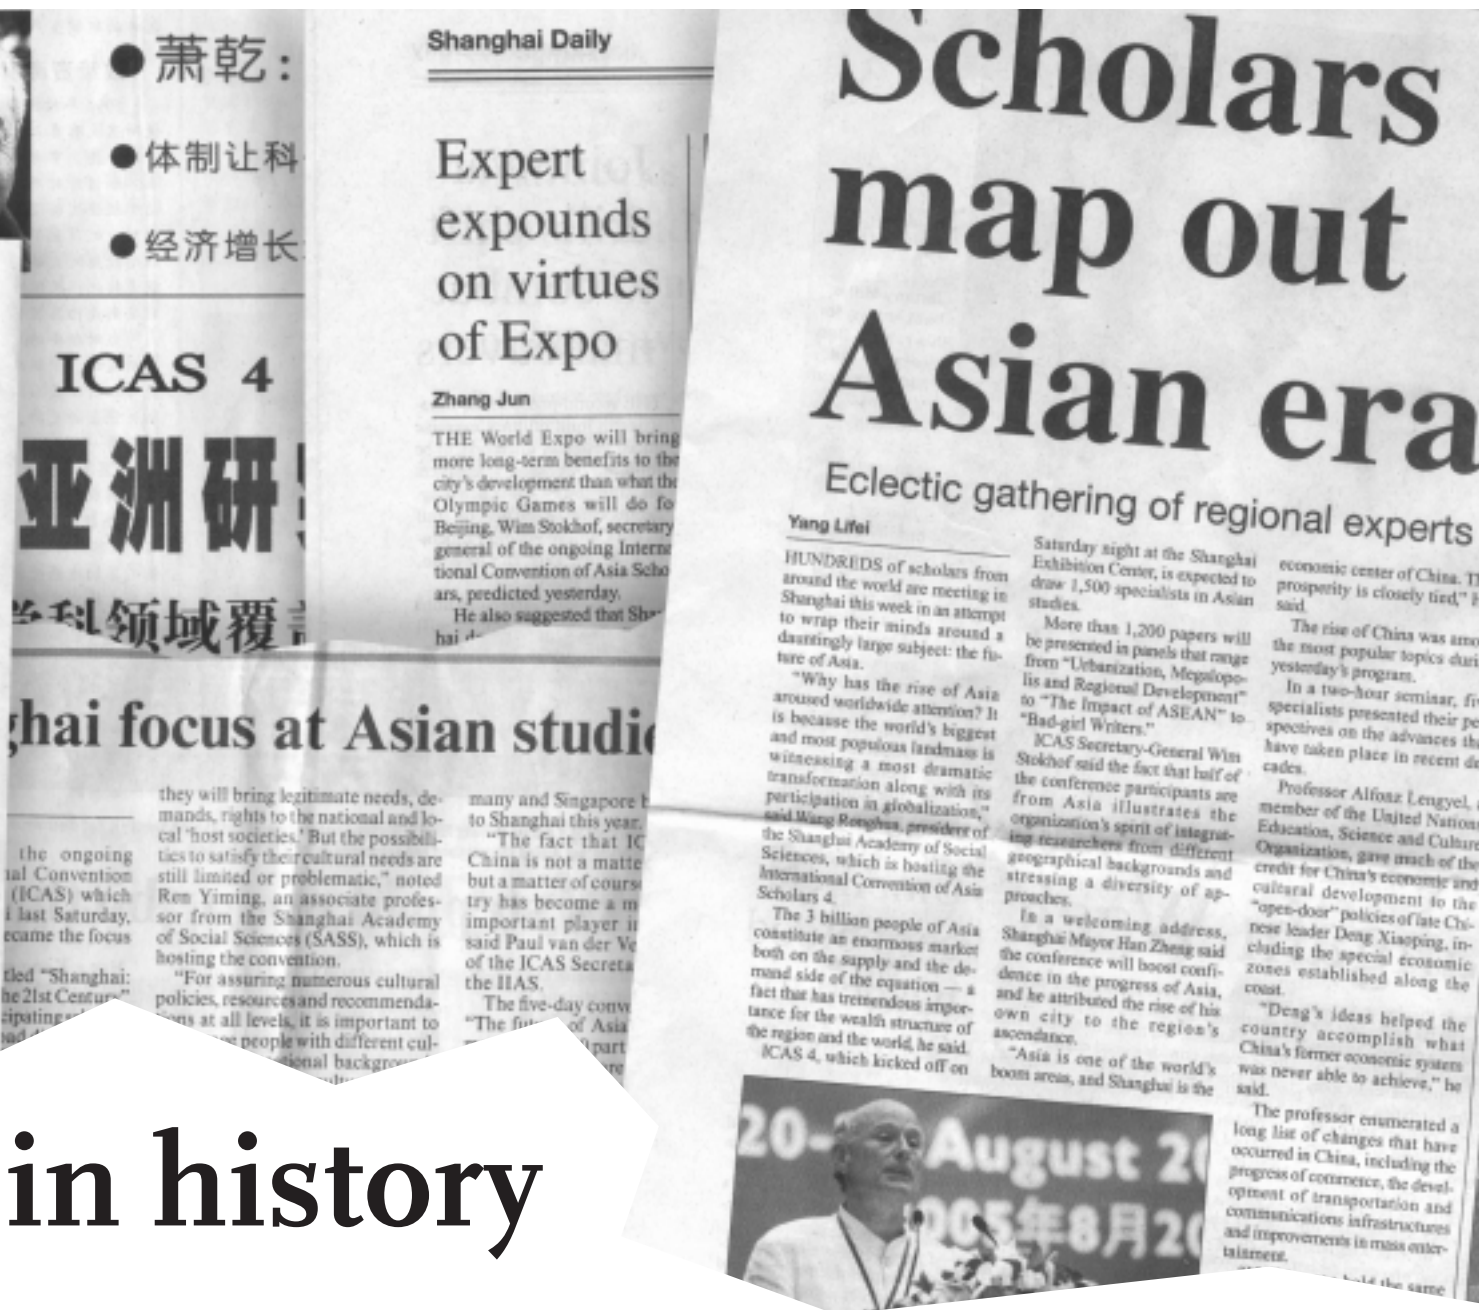 ●萧乾:
●体制让科
●经济增长
ICAS 4
亚洲研
学科领域覆
Shanghai Daily
Expert
expounds
on virtues
of Expo
Zhang Jun
THE World Expo will bring
more long-term benefits to the
city's development than what the
Olympic Games will do fo
Beijing, Wim Stokhof, secretary
general of the ongoing Interna
tional Convention of Asia Scho
ars, predicted yesterday.
He also suggested that Sha
hai
ghai focus at Asian studie
the ongoing
nal Convention
(ICAS) which
i last Saturday,
ecame the focus
tled "Shanghai:
he 21st Century
cipating
they will bring legitimate needs, de-
mands, rights to the national and lo-
cal 'host societies.' But the possibili-
ties to satisfy their cultural needs are
still limited or problematic," noted
Ren Yiming, an associate profes-
sor from the Shanghai Academy
of Social Sciences (SASS), which is
hosting the convention.
"For assuring numerous cultural
policies, resources and recommenda-
ions at all levels, it is important to
people with different cul-
ional backgroun
many and Singapore b
to Shanghai this year.
"The fact that IC
China is not a matte
but a matter of cours
try has become a m
important player in
said Paul van der Ve
of the ICAS Secreta
the IIAS.
The five-day conv
"The fut of Asia
part
Scholars
map out
Asian era
Eclectic gathering of regional experts
Yang Lifei
HUNDREDS of scholars from
around the world are meeting in
Shanghai this week in an attempt
to wrap their minds around a
dauntingly large subject: the fu-
ture of Asia.
"Why has the rise of Asia
aroused worldwide attention? It
is because the world's biggest
and most populous landmass is
witnessing a most dramatic
transformation along with its
participation in globalization,"
said Wang Ronghua, president of
the Shanghai Academy of Social
Sciences, which is hosting the
International Convention of Asia
Scholars 4.
The 3 billion people of Asia
constitute an enormous market
both on the supply and the de-
mand side of the equation — a
fact that has tremendous impor-
tance for the wealth structure of
the region and the world, he said.
ICAS 4, which kicked off on
Saturday night at the Shanghai
Exhibition Center, is expected to
draw 1,500 specialists in Asian
studies.
More than 1,200 papers will
be presented in panels that range
from "Urbanization, Megalopo-
lis and Regional Development"
to "The Impact of ASEAN" to
"Bad-girl Writers."
ICAS Secretary-General Wim
Stokhof said the fact that half of
the conference participants are
from Asia illustrates the
organization's spirit of integrat-
ing researchers from different
geographical backgrounds and
stressing a diversity of ap-
proaches.
In a welcoming address,
Shanghai Mayor Han Zheng said
the conference will boost confi-
dence in the progress of Asia,
and he attributed the rise of his
own city to the region's
ascendance.
"Asia is one of the world's
boom areas, and Shanghai is the
economic center of China. Th
prosperity is closely tied," h
said.
The rise of China was amo
the most popular topics duri
yesterday's program.
In a two-hour seminar, fi
specialists presented their pe
spectives on the advances tha
have taken place in recent de
cades.
Professor Alfonz Lengyel,
member of the United Nation
Education, Science and Culture
Organization, gave much of the
credit for China's economic and
cultural development to the
"open-door" policies of late Chi-
nese leader Deng Xiaoping, in-
cluding the special economic
zones established along the
coast.
"Deng's ideas helped the
country accomplish what
China's former economic system
was never able to achieve," he
said.
The professor enumerated a
long list of changes that have
occurred in China, including the
progress of commerce, the devel-
opment of transportation and
communications infrastructures
and improvements in mass enter-
tainment.
hold the same
20- August 20
005年8月20
in history